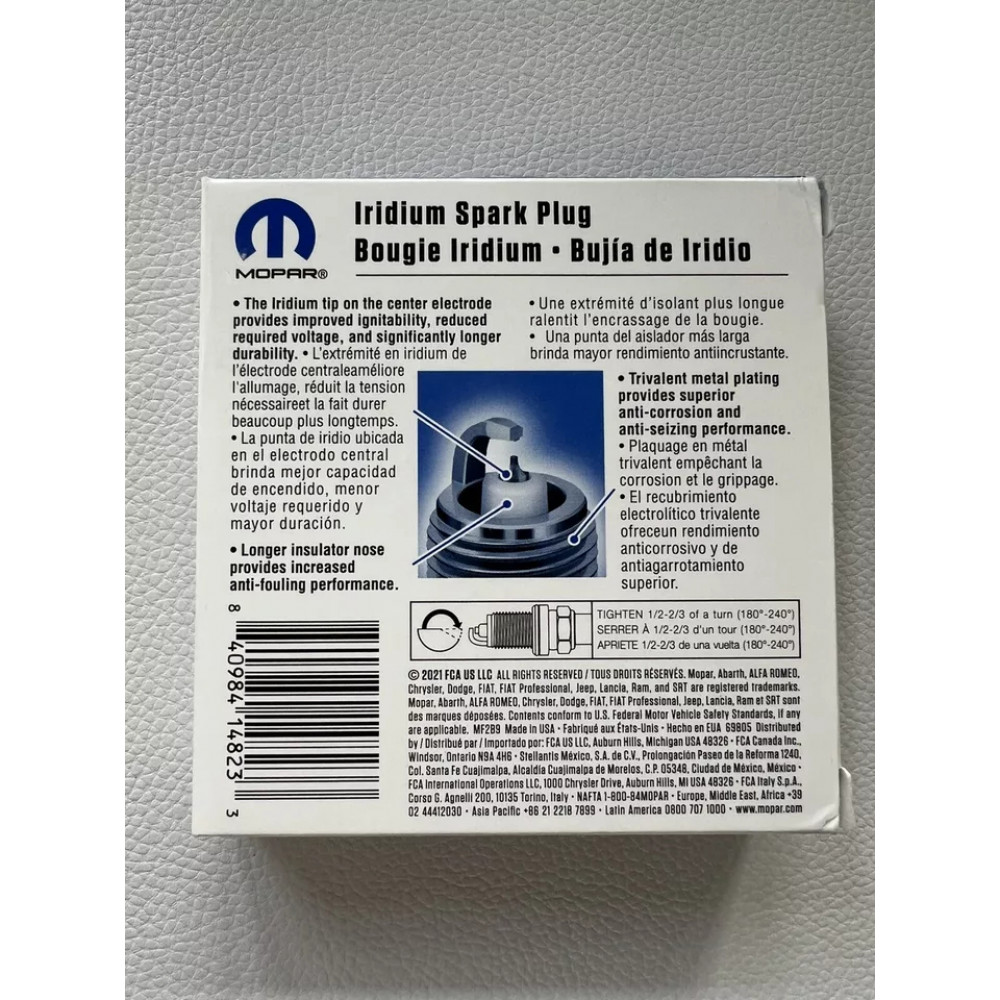 MOPAR®
Iridium Spark Plug
Bougie Iridium • Bujía de Iridio
• The Iridium tip on the center electrode
provides improved ignitability, reduced
required voltage, and significantly longer
durability. • L'extrémité en iridium de
l'électrode centraleaméliore
l'allumage, réduit la tension
nécessaireet la fait durer
beaucoup plus longtemps.
• La punta de iridio ubicada
en el electrodo central
brinda mejor capacidad
de encendido, menor
voltaje requerido y
mayor duración.
• Longer insulator nose
provides increased
anti-fouling performance.
• Une extrémité d'isolant plus longue
ralentit l'encrassage de la bougie.
• Una punta del aislador más larga
brinda mayor rendimiento antiincrustante.
• Trivalent metal plating
provides superior
anti-corrosion and
anti-seizing performance.
• Plaquage en métal
trivalent empêchant la
corrosion et le grippage.
• El recubrimiento
electrolítico trivalente
ofreceun rendimiento
anticorrosivo y de
antiagarrotamiento
superior.
TIGHTEN 1/2-2/3 of a turn (180°-240°)
SERRER À 1/2-2/3 d'un tour (180°-240°)
APRIETE 1/2-2/3 de una vuelta (180°-240°)
8 40984 14823 3
© 2021 FCA US LLC ALL RIGHTS RESERVED / TOUS DROITS RÉSERVÉS. Mopar, Abarth, ALFA ROMEO,
Chrysler, Dodge, FIAT, FIAT Professional, Jeep, Lancia, Ram, and SRT are registered trademarks.
Mopar, Abarth, ALFA ROMEO, Chrysler, Dodge, FIAT, FIAT Professional, Jeep, Lancia, Ram et SRT sont
des marques déposées. Contents conform to U.S. Federal Motor Vehicle Safety Standards, if any
are applicable. MF2B9 Made in USA • Fabriqué aux États-Unis • Hecho en EUA 69805 Distributed
by / Distribué par / Importado por: FCA US LLC, Auburn Hills, Michigan USA 48326 • FCA Canada Inc.,
Windsor, Ontario N9A 4H6 • Stellantis México, S.A. de C.V., Prolongación Paseo de la Reforma 1240,
Col. Santa Fe Cuajimalpa, Alcaldía Cuajimalpa de Morelos, C.P. 05348, Ciudad de México, México •
FCA International Operations LLC, 1000 Chrysler Drive, Auburn Hills, MI USA 48326 • FCA Italy S.p.A.,
Corso G. Agnelli 200, 10135 Torino, Italy • NAFTA 1-800-84MOPAR • Europe, Middle East, Africa +39
02 44412030 • Asia Pacific +86 21 2218 7899 • Latin America 0800 707 1000 • www.mopar.com